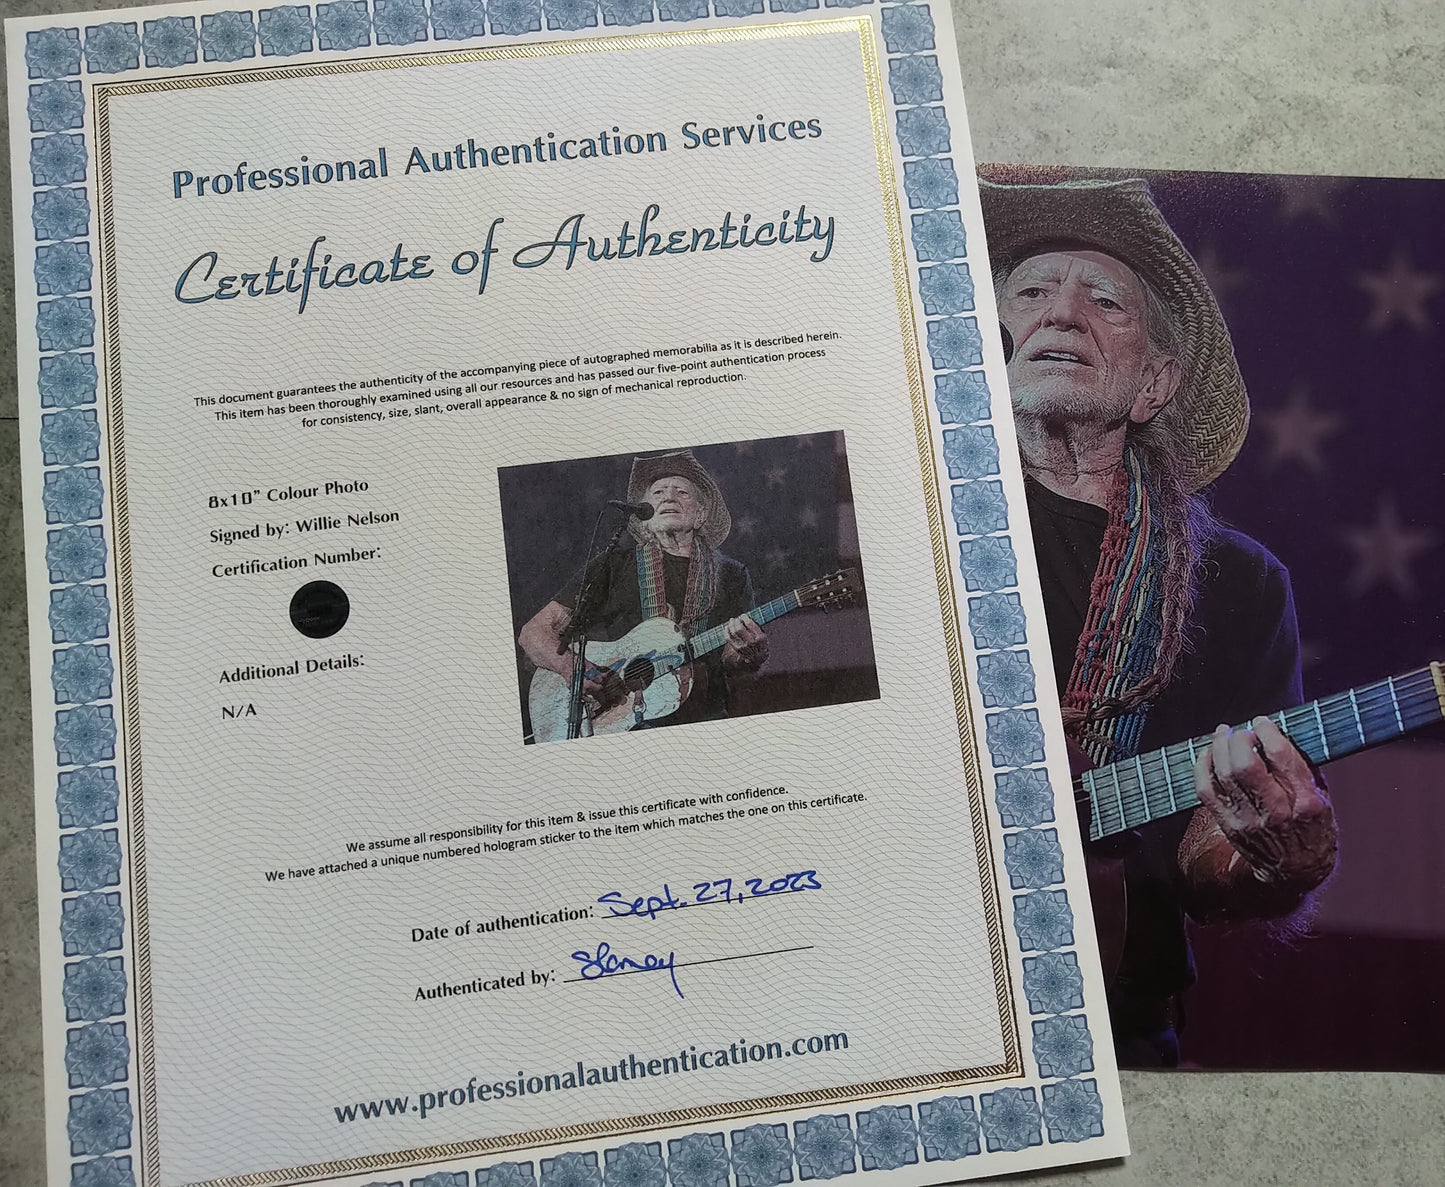 Professional Authentication Services
Certificate of Authenticity
This document guarantees the authenticity of the accompanying piece of autographed memorabilia as it is described herein.
This item has been thoroughly examined using all our resources and has passed our five-point authentication process
for consistency, size, slant, overall appearance & no sign of mechanical reproduction.
8x10" Colour Photo
Signed by: Willie Nelson
Certification Number:
Additional Details:
N/A
We assume all responsibility for this item & issue this certificate with confidence.
We have attached a unique numbered hologram sticker to the item which matches the one on this certificate.
Date of authentication: Sept. 27, 2023
Authenticated by:
www.professionalauthentication.com